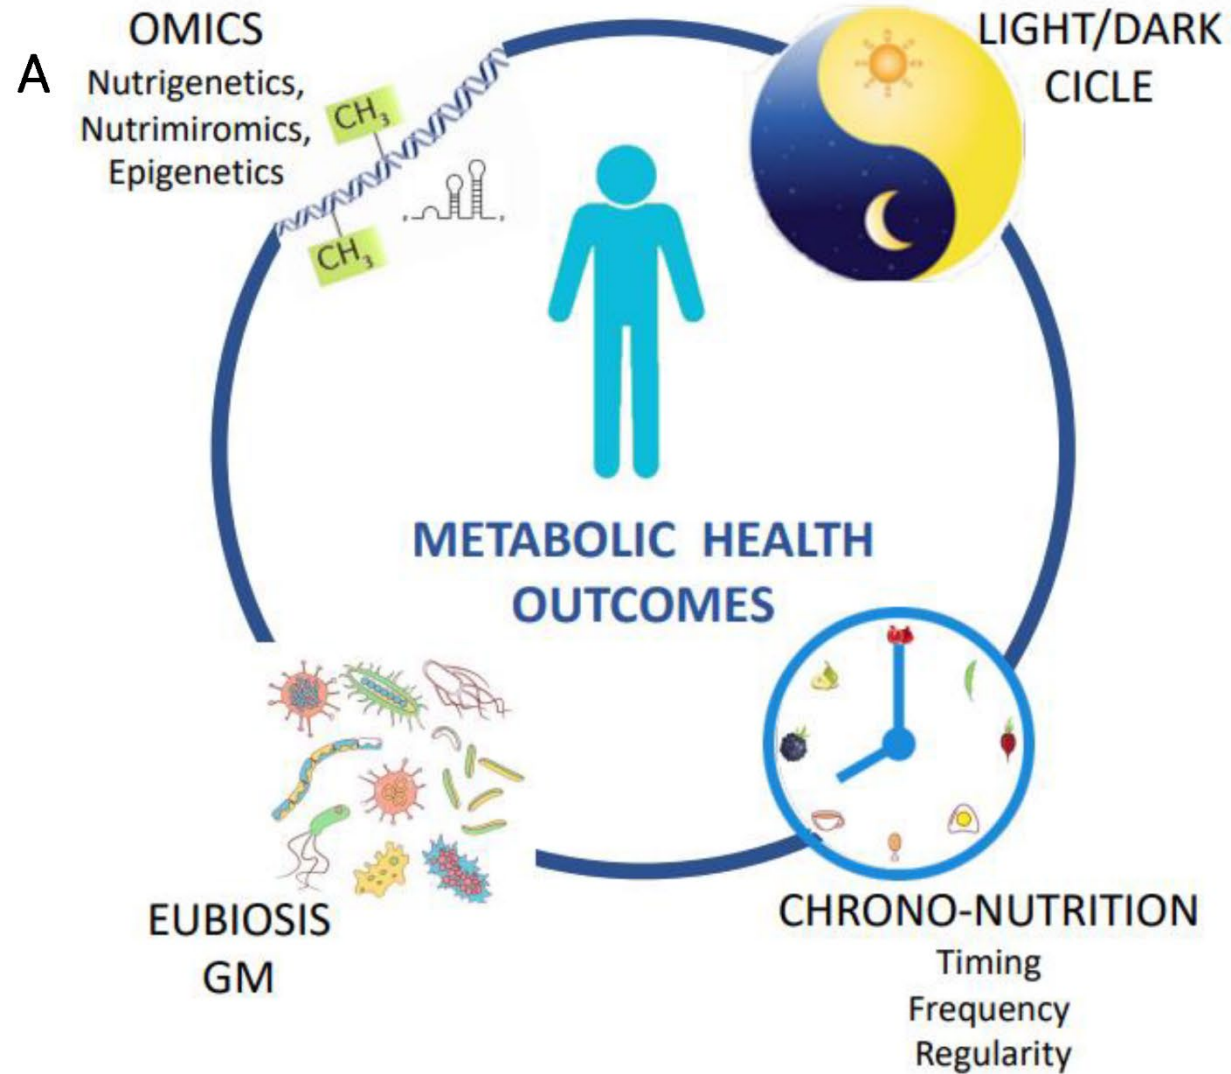 A
OMICS
Nutrigenetics,
Nutrimiromics,
Epigenetics
CH3
CH3
LIGHT/DARK
CICLE
METABOLIC HEALTH
OUTCOMES
EUBIOSIS
GM
CHRONO-NUTRITION
Timing
Frequency
Regularity